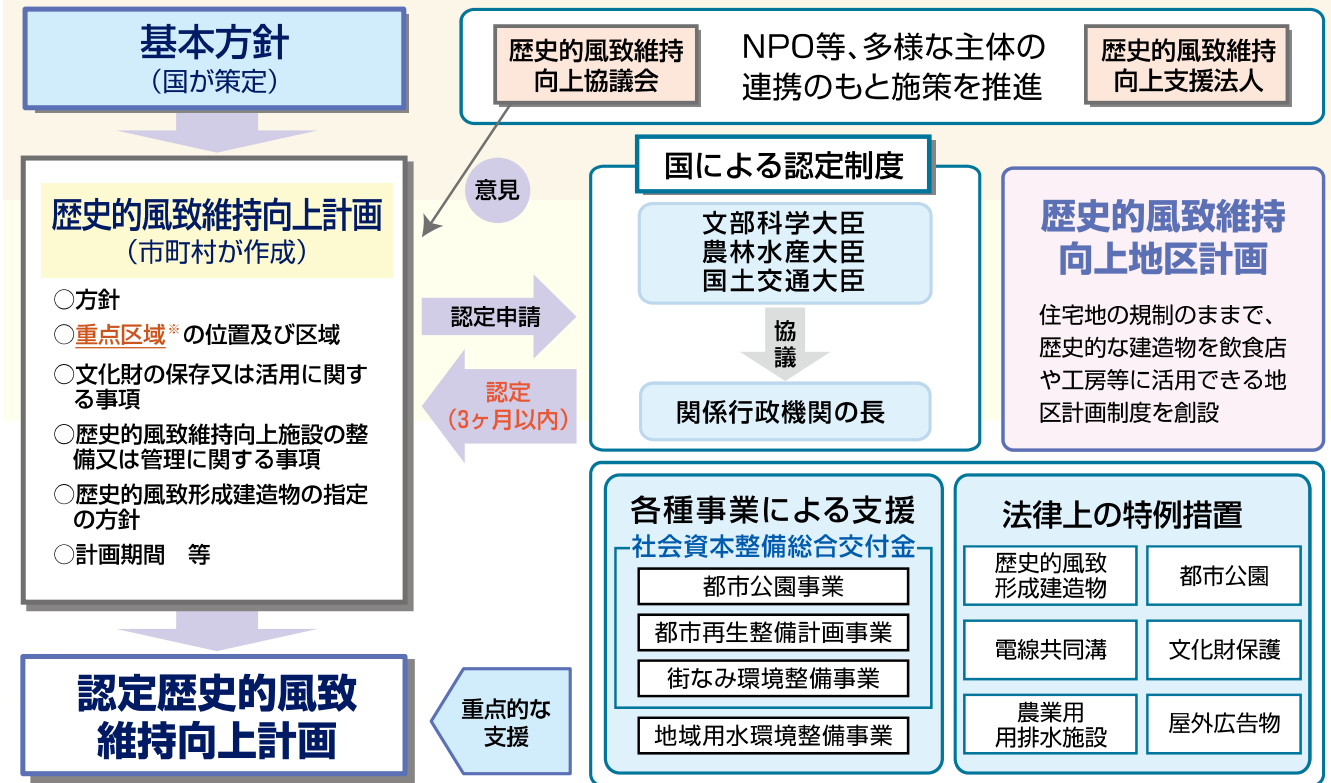 基本方針
(国が策定)
歴史的風致維持
向上協議会
NPO等、多様な主体の
連携のもと施策を推進
歴史的風致維持
向上支援法人
意見
歴史的風致維持向上計画
(市町村が作成)
○方針
○重点区域※の位置及び区域
○文化財の保存又は活用に関す
る事項
○歴史的風致維持向上施設の整
備又は管理に関する事項
○歴史的風致形成建造物の指定
の方針
○計画期間　等
認定申請
認定
(3ヶ月以内)
国による認定制度
文部科学大臣
農林水産大臣
国土交通大臣
協
議
関係行政機関の長
歴史的風致維持
向上地区計画
住宅地の規制のままで、
歴史的な建造物を飲食店
や工房等に活用できる地
区計画制度を創設
認定歴史的風致
維持向上計画
重点的な
支援
各種事業による支援
社会資本整備総合交付金
都市公園事業
都市再生整備計画事業
街なみ環境整備事業
地域用水環境整備事業
法律上の特例措置
歴史的風致
形成建造物
都市公園
電線共同溝
文化財保護
農業用
用排水施設
屋外広告物